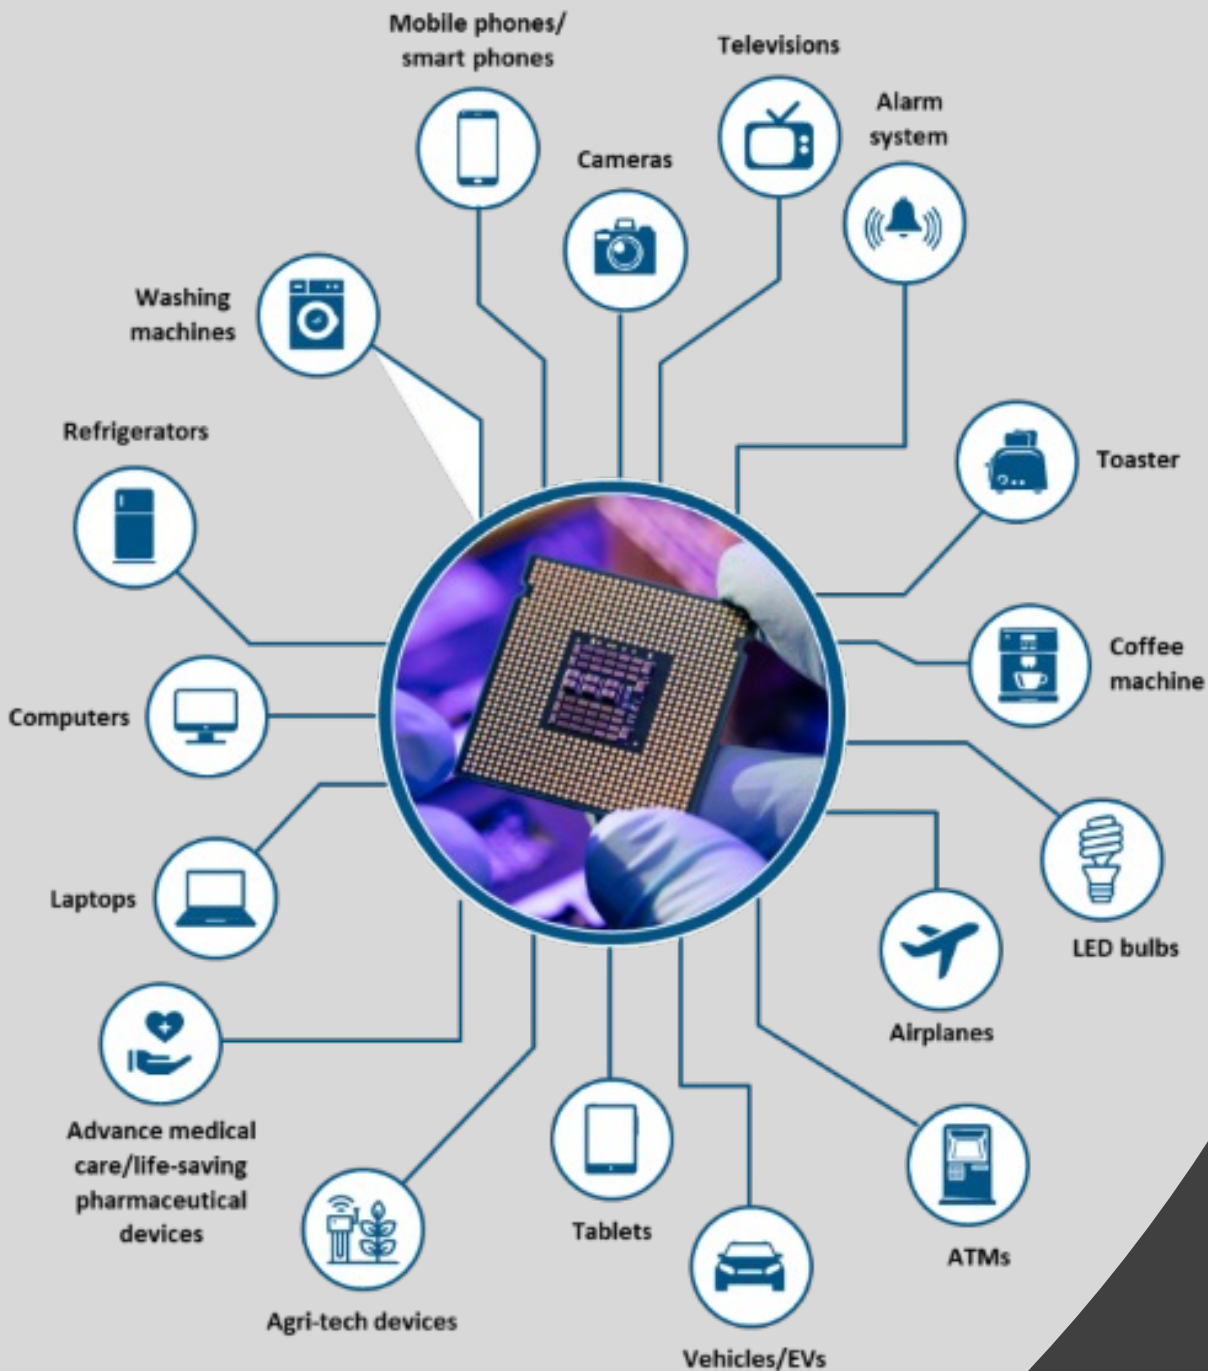 Mobile phones/
smart phones
Televisions
Alarm
system
Cameras
Washing
machines
Refrigerators
Toaster
Coffee
machine
Computers
Laptops
LED bulbs
Airplanes
Advance medical
care/life-saving
pharmaceutical
devices
Tablets
ATMs
Agri-tech devices
Vehicles/EVs